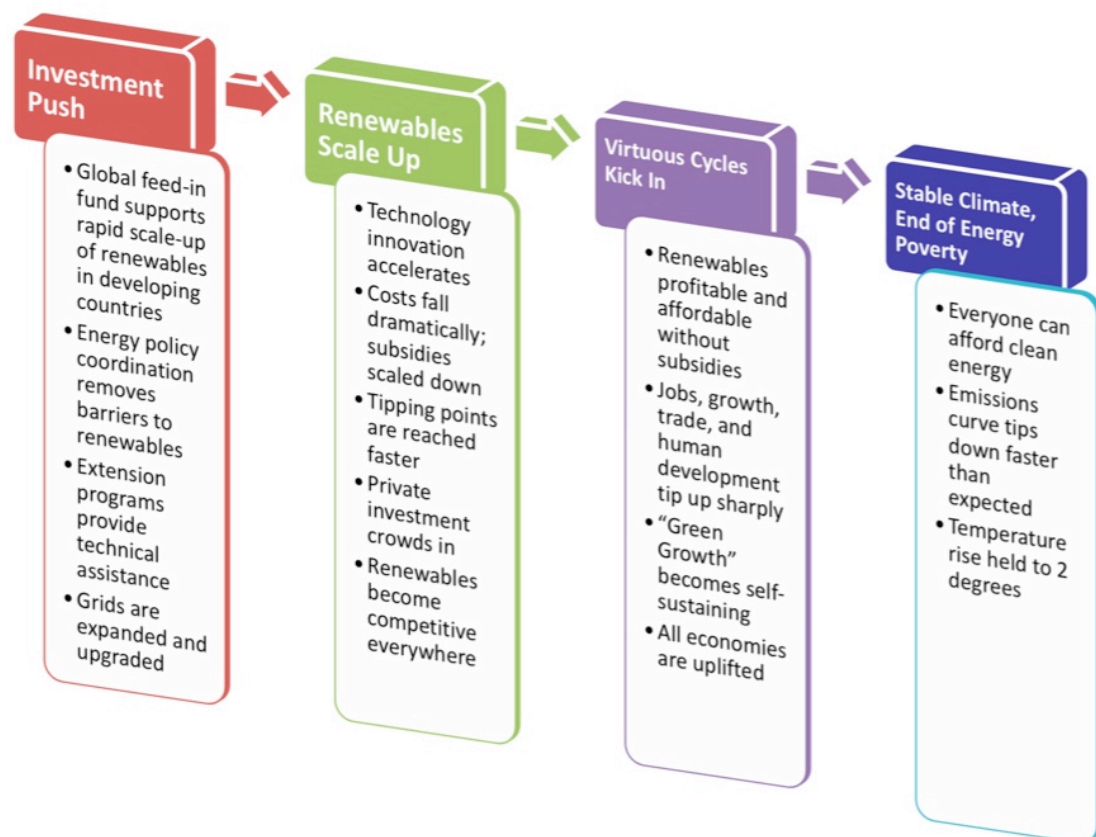 Investment
Push
• Global feed-in
fund supports
rapid scale-up
of renewables
in developing
countries
• Energy policy
coordination
removes
barriers to
renewables
• Extension
programs
provide
technical
assistance
• Grids are
expanded and
upgraded
Renewables
Scale Up
• Technology
innovation
accelerates
• Costs fall
dramatically;
subsidies
scaled down
• Tipping points
are reached
faster
• Private
investment
crowds in
• Renewables
become
competitive
everywhere
Virtuous Cycles
Kick In
• Renewables
profitable and
affordable
without
subsidies
• Jobs, growth,
trade, and
human
development
tip up sharply
• “Green
Growth”
becomes self-
sustaining
• All economies
are uplifted
Stable Climate,
End of Energy
Poverty
• Everyone can
afford clean
energy
• Emissions
curve tips
down faster
than
expected
• Temperature
rise held to 2
degrees